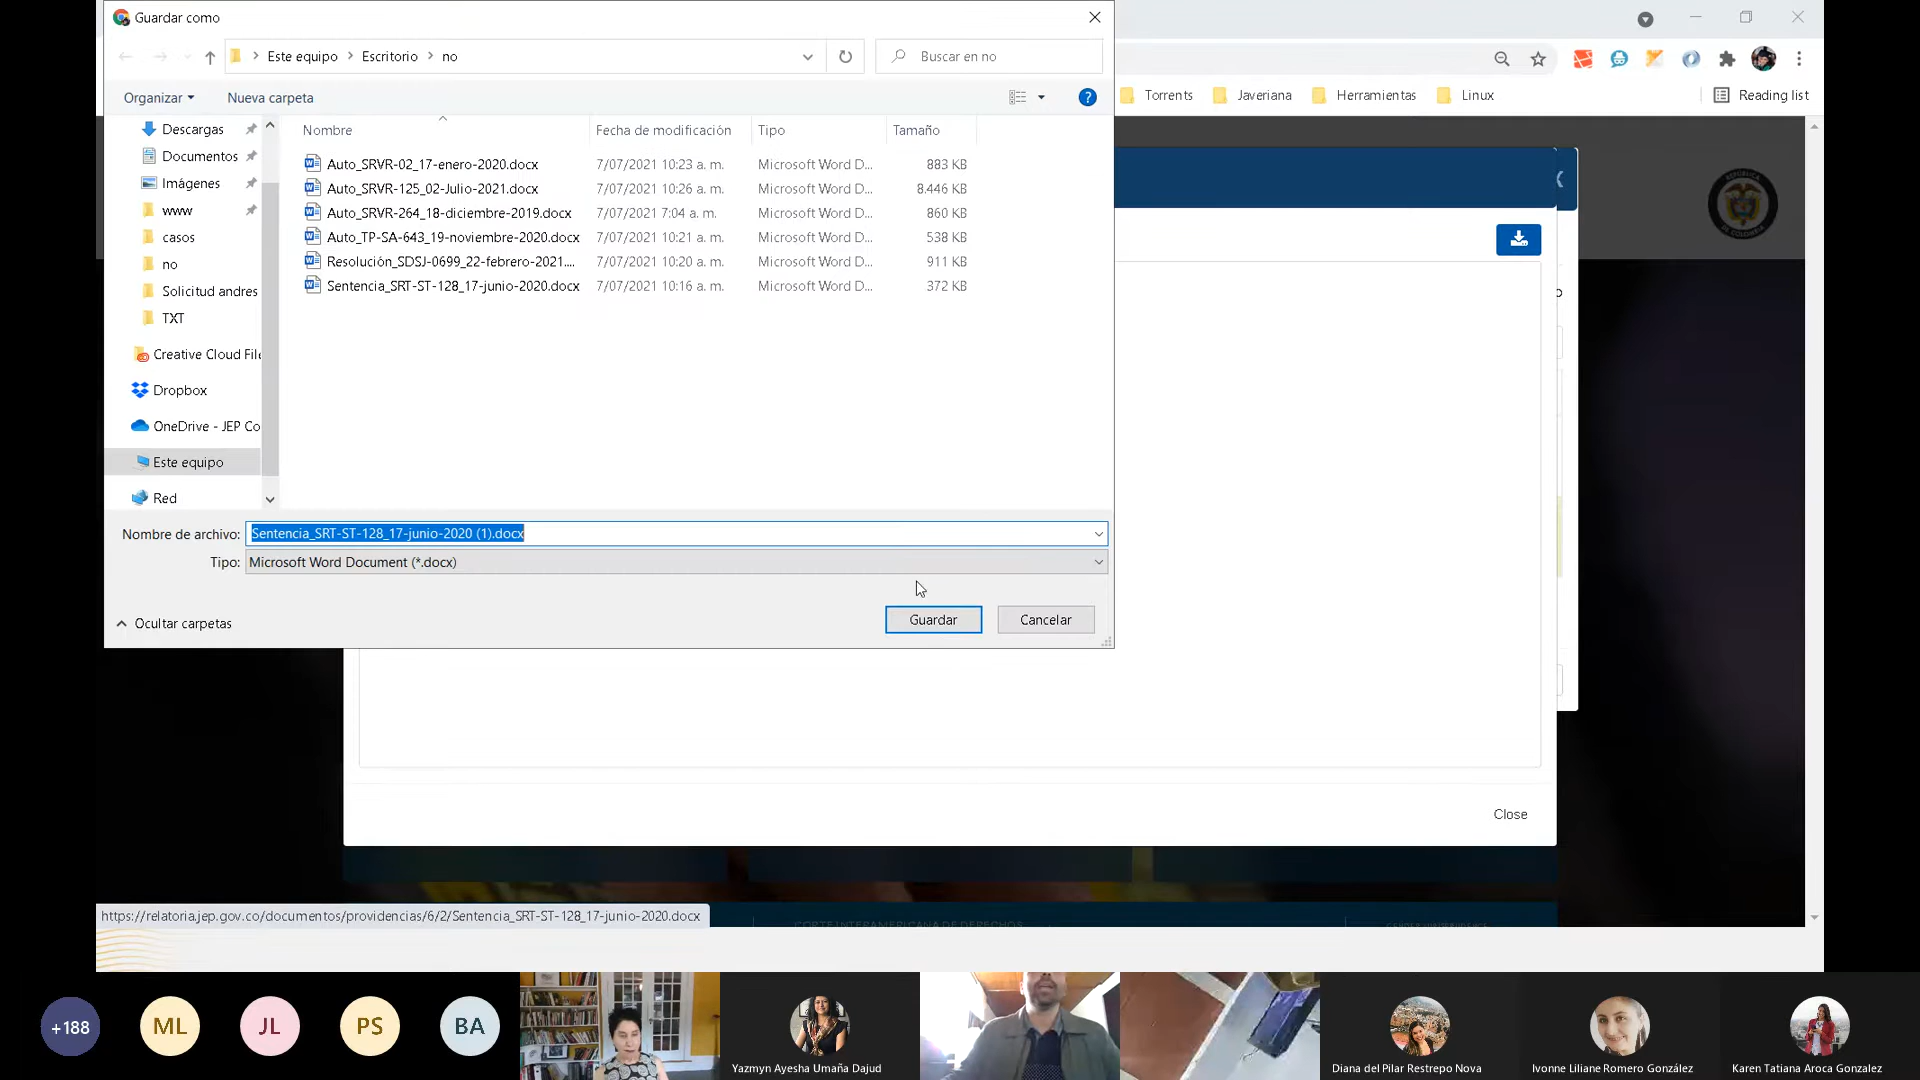 Guardar como
Este equipo > Escritorio > no
Buscar en no
Torrents
Javeriana
Herramientas
Linux
Reading list
Organizar
Nueva carpeta
Nombre
Fecha de modificación
Tipo
Tamaño
Descargas
Documentos
Imágenes
www
casos
no
Solicitud andres
TXT
Creative Cloud File
Dropbox
OneDrive - JEP Co
Este equipo
Red
Auto_SRVR-02_17-enero-2020.docx 7/07/2021 10:23 a. m. Microsoft Word D... 883 KB
Auto_SRVR-125_02-Julio-2021.docx 7/07/2021 10:26 a. m. Microsoft Word D... 8.446 KB
Auto_SRVR-264_18-diciembre-2019.docx 7/07/2021 7:04 a. m. Microsoft Word D... 860 KB
Auto_TP-SA-643_19-noviembre-2020.docx 7/07/2021 10:21 a. m. Microsoft Word D... 538 KB
Resolución_SDSJ-0699_22-febrero-2021.... 7/07/2021 10:20 a. m. Microsoft Word D... 911 KB
Sentencia_SRT-ST-128_17-junio-2020.docx 7/07/2021 10:16 a. m. Microsoft Word D... 372 KB
Nombre de archivo: Sentencia_SRT-ST-128_17-junio-2020 (1).docx
Tipo: Microsoft Word Document (*.docx)
Ocultar carpetas
Guardar
Cancelar
Close
https://relatoria.jep.gov.co/documentos/providencias/6/2/Sentencia_SRT-ST-128_17-junio-2020.docx
CORTE INTERAMERICANA DE DERECHOS
+188
ML
JL
PS
BA
Yazmyn Ayesha Umaña Dajud
Diana del Pilar Restrepo Nova
Ivonne Liliane Romero González
Karen Tatiana Aroca Gonzalez